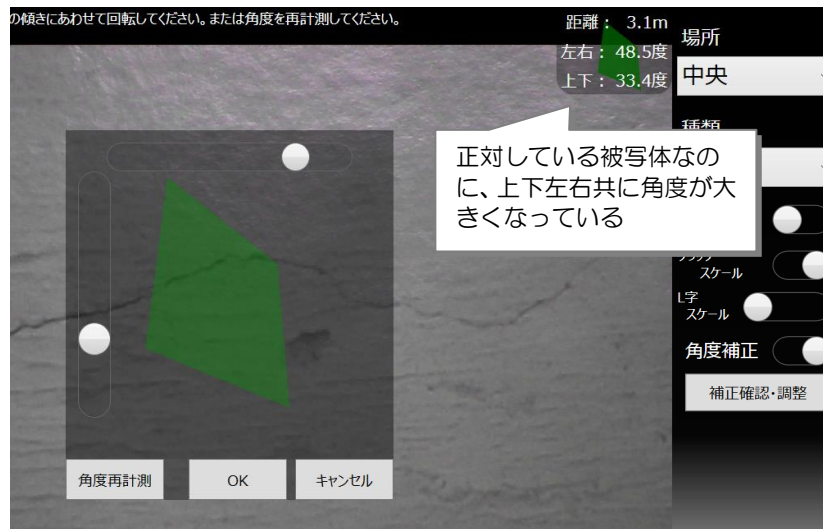 の傾きにあわせて回転してください。または角度を再計測してください。
距離： 3.1m
左右： 48.5度
上下： 33.4度
場所
中央
種類
正対している被写体なの
に、上下左右共に角度が大
きくなっている
スケール
L字
スケール
角度補正
補正確認・調整
角度再計測
OK
キャンセル